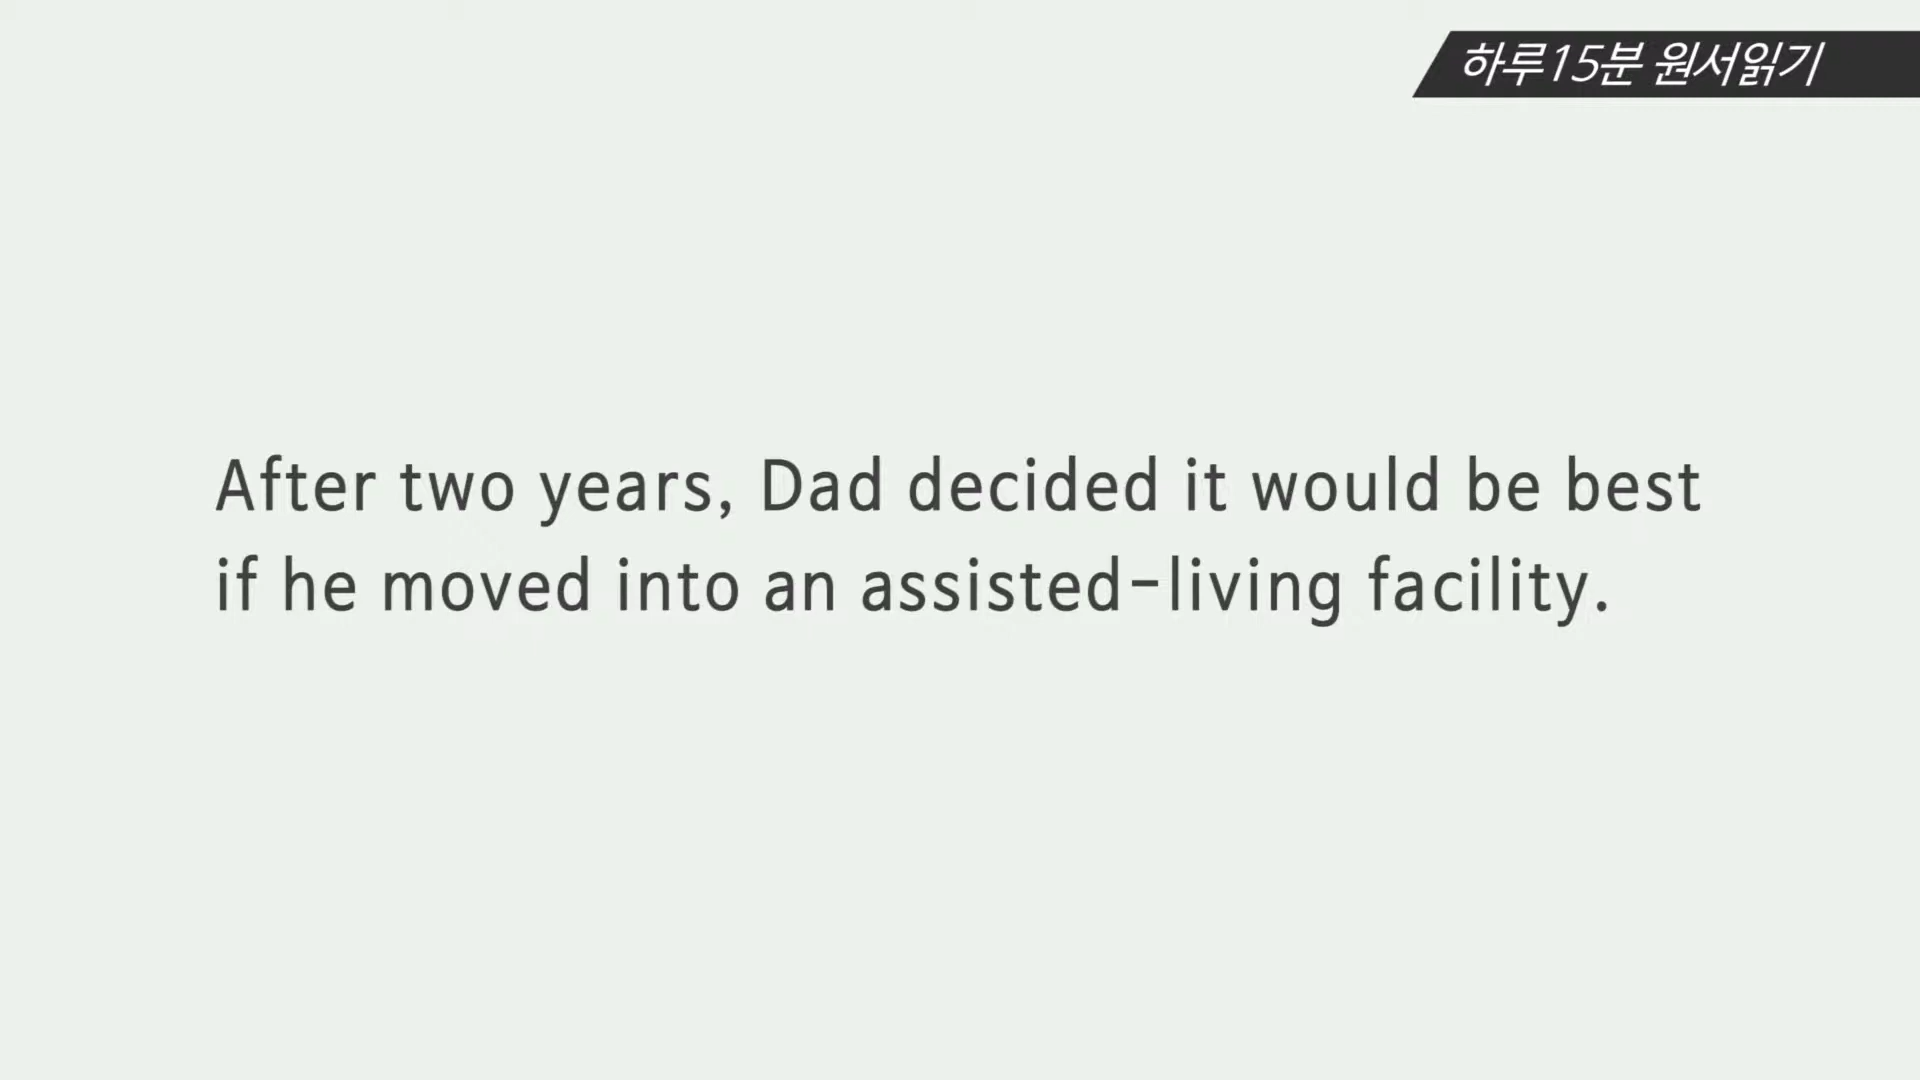 하루15분 원서읽기
After two years, Dad decided it would be best
if he moved into an assisted-living facility.